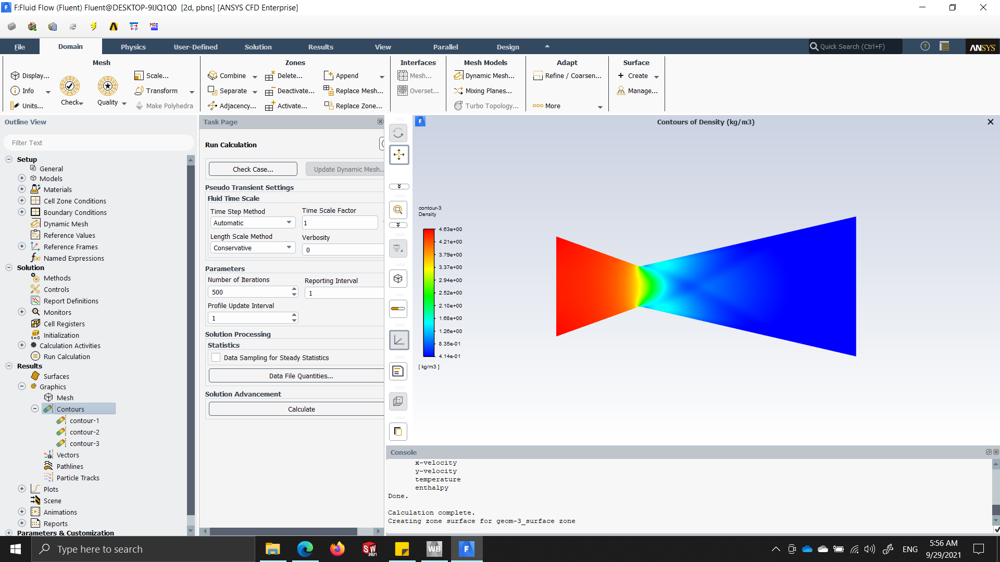 F:Fluid Flow (Fluent) Fluent@DESKTOP-9IJQ1Q0 [2d, pbns] [ANSYS CFD Enterprise]
File
Domain
Physics
User-Defined
Solution
Results
View
Parallel
Design
Quick Search (Ctrl+F)
ANSYS
Mesh
Display...
Info
Units...
Check
Quality
Scale...
Transform
Make Polyhedra
Zones
Combine
Separate
Adjacency...
Delete...
Deactivate...
Activate...
Append
Replace Mesh...
Replace Zone...
Interfaces
Mesh...
Overset...
Mesh Models
Dynamic Mesh...
Mixing Planes...
Turbo Topology...
Adapt
Refine / Coarsen...
More
Surface
Create
Manage...
Outline View
Filter Text
Setup
General
Models
Materials
Cell Zone Conditions
Boundary Conditions
Dynamic Mesh
Reference Values
Reference Frames
Named Expressions
Solution
Methods
Controls
Report Definitions
Monitors
Cell Registers
Initialization
Calculation Activities
Run Calculation
Results
Surfaces
Graphics
Mesh
Contours
contour-1
contour-2
contour-3
Vectors
Pathlines
Particle Tracks
Plots
Scene
Animations
Reports
Parameters & Customization
Task Page
Run Calculation
Check Case...
Update Dynamic Mesh...
Pseudo Transient Settings
Fluid Time Scale
Time Step Method
Time Scale Factor
Automatic
1
Length Scale Method
Verbosity
Conservative
0
Parameters
Number of Iterations
Reporting Interval
500
1
Profile Update Interval
1
Solution Processing
Statistics
Data Sampling for Steady Statistics
Data File Quantities...
Solution Advancement
Calculate
Contours of Density (kg/m3)
contour-3
Density
4.63e+00
4.21e+00
3.79e+00
3.37e+00
2.94e+00
2.52e+00
2.10e+00
1.68e+00
1.26e+00
8.35e-01
4.14e-01
[ kg/m3 ]
Console
x-velocity
y-velocity
temperature
enthalpy
Done.
Calculation complete.
Creating zone surface for geom-3_surface zone
Type here to search
SW
2021
WB
F
ENG
5:56 AM
9/29/2021